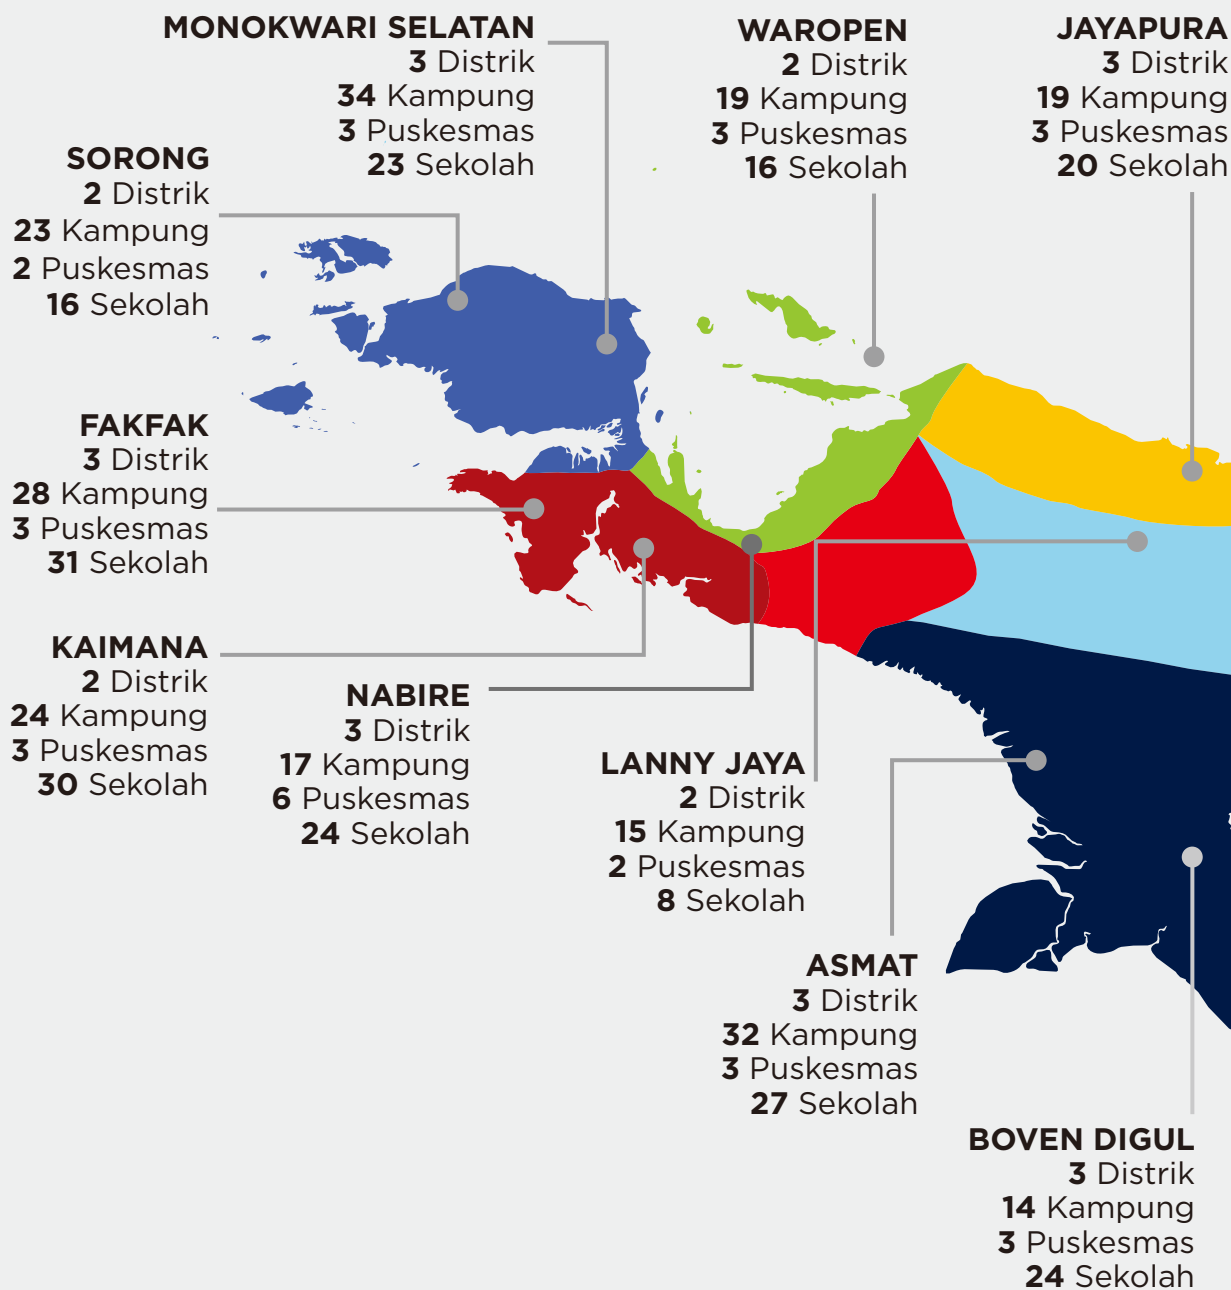 MONOKWARI SELATAN
3 Distrik
34 Kampung
3 Puskesmas
23 Sekolah
WAROPEN
2 Distrik
19 Kampung
3 Puskesmas
16 Sekolah
JAYAPURA
3 Distrik
19 Kampung
3 Puskesmas
20 Sekolah
SORONG
2 Distrik
23 Kampung
2 Puskesmas
16 Sekolah
FAKFAK
3 Distrik
28 Kampung
3 Puskesmas
31 Sekolah
KAIMANA
2 Distrik
24 Kampung
3 Puskesmas
30 Sekolah
NABIRE
3 Distrik
17 Kampung
6 Puskesmas
24 Sekolah
LANNY JAYA
2 Distrik
15 Kampung
2 Puskesmas
8 Sekolah
ASMAT
3 Distrik
32 Kampung
3 Puskesmas
27 Sekolah
BOVEN DIGUL
3 Distrik
14 Kampung
3 Puskesmas
24 Sekolah